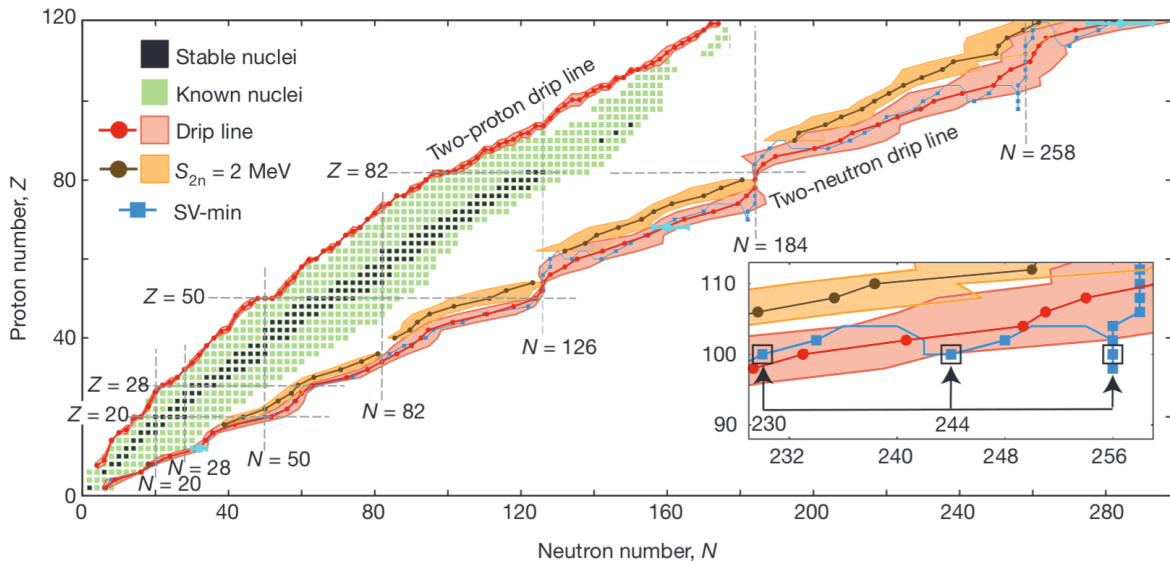 120
Stable nuclei
Known nuclei
Drip line
S2n = 2 MeV
SV-min
Two-proton drip line
Two-neutron drip line
Z = 82
Z = 50
Z = 28
Z = 20
N = 20
N = 28
N = 50
N = 82
N = 126
N = 184
N = 258
80
40
0
Proton number, Z
110
100
90
230
244
256
232
240
248
256
0
40
80
120
160
200
240
280
Neutron number, N